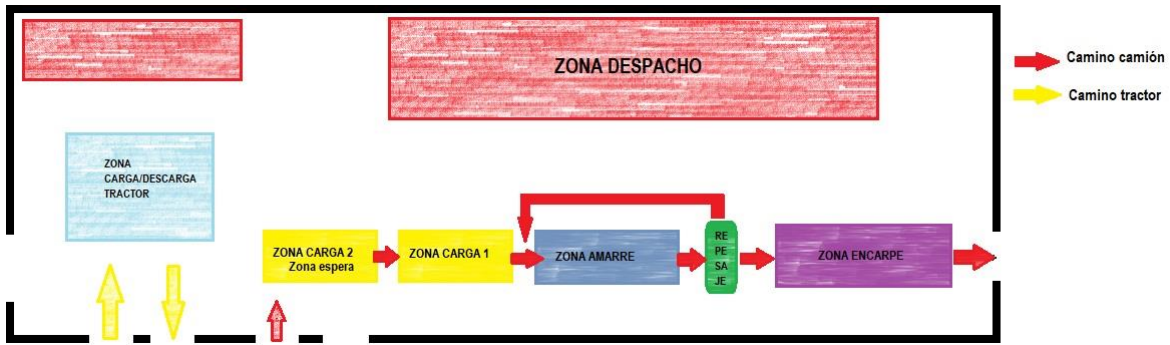 ZONA DESPACHO
Camino camión
Camino tractor
ZONA
CARGA/DESCARGA
TRACTOR
ZONA CARGA 2
Zona espera
ZONA CARGA 1
ZONA AMARRE
RE
PE
SA
JE
ZONA ENCARPE